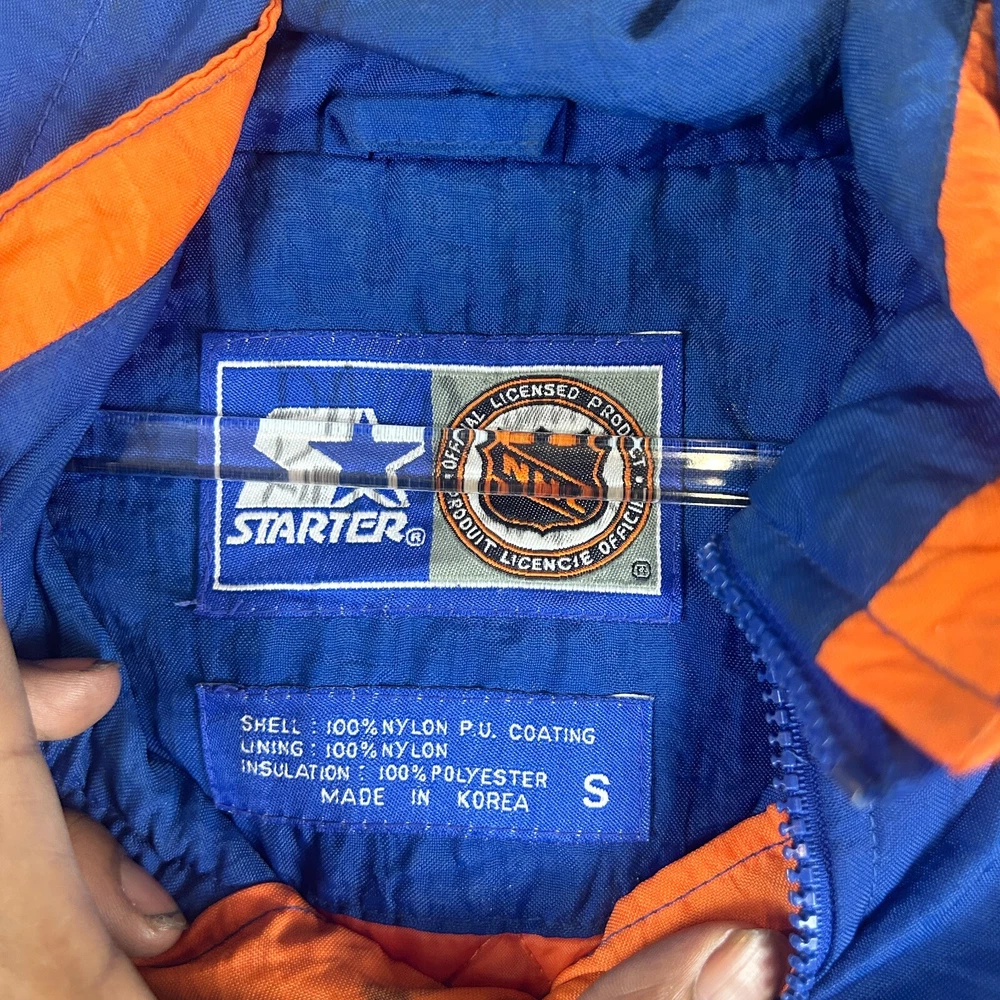 STARTER®
OFFICIAL LICENSED PRODUCT
NHL
PRODUIT LICENCIE OFFICIEL
SHELL : 100% NYLON P.U. COATING
LINING : 100% NYLON
INSULATION : 100% POLYESTER
MADE IN KOREA S